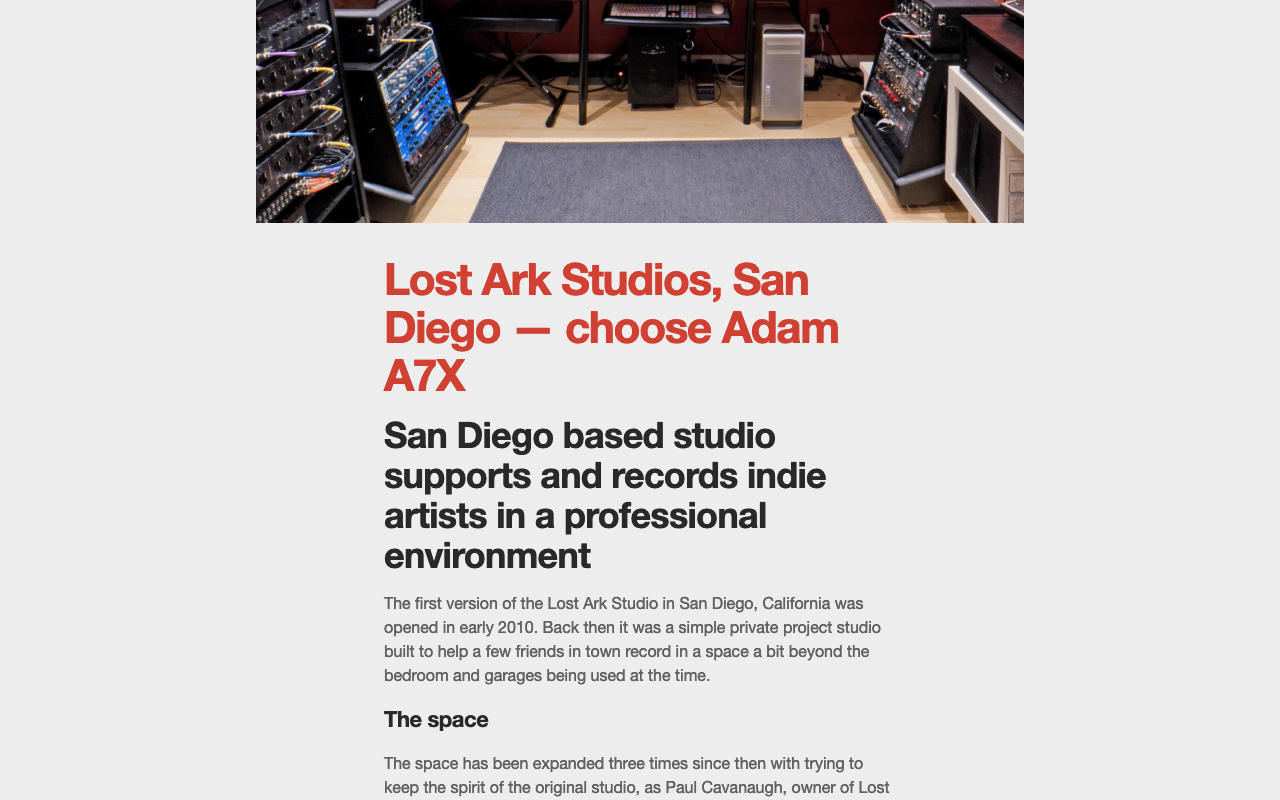 Lost Ark Studios, San
Diego — choose Adam
A7X
San Diego based studio
supports and records indie
artists in a professional
environment
The first version of the Lost Ark Studio in San Diego, California was
opened in early 2010. Back then it was a simple private project studio
built to help a few friends in town record in a space a bit beyond the
bedroom and garages being used at the time.
The space
The space has been expanded three times since then with trying to
keep the spirit of the original studio, as Paul Cavanaugh, owner of Lost